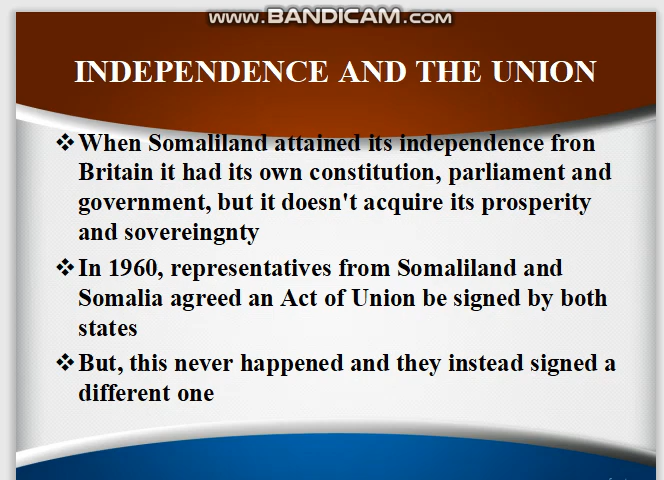 www.BANDICAM.com
INDEPENDENCE AND THE UNION
❖When Somaliland attained its independence fron
Britain it had its own constitution, parliament and
government, but it doesn't acquire its prosperity
and sovereingnty
❖In 1960, representatives from Somaliland and
Somalia agreed an Act of Union be signed by both
states
❖But, this never happened and they instead signed a
different one